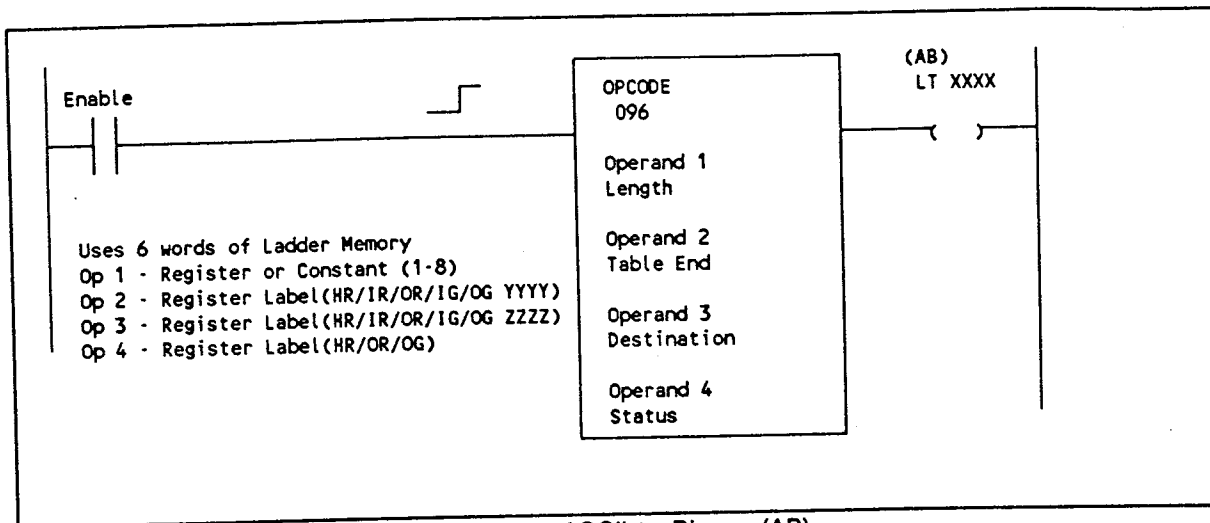 Enable
OPCODE
096
Operand 1
Length
Operand 2
Table End
Operand 3
Destination
Operand 4
Status
(AB)
LT XXXX
Uses 6 words of Ladder Memory
Op 1 - Register or Constant (1-8)
Op 2 - Register Label(HR/IR/OR/IG/OG YYYY)
Op 3 - Register Label(HR/IR/OR/IG/OG ZZZZ)
Op 4 - Register Label(HR/OR/OG)
(AB)